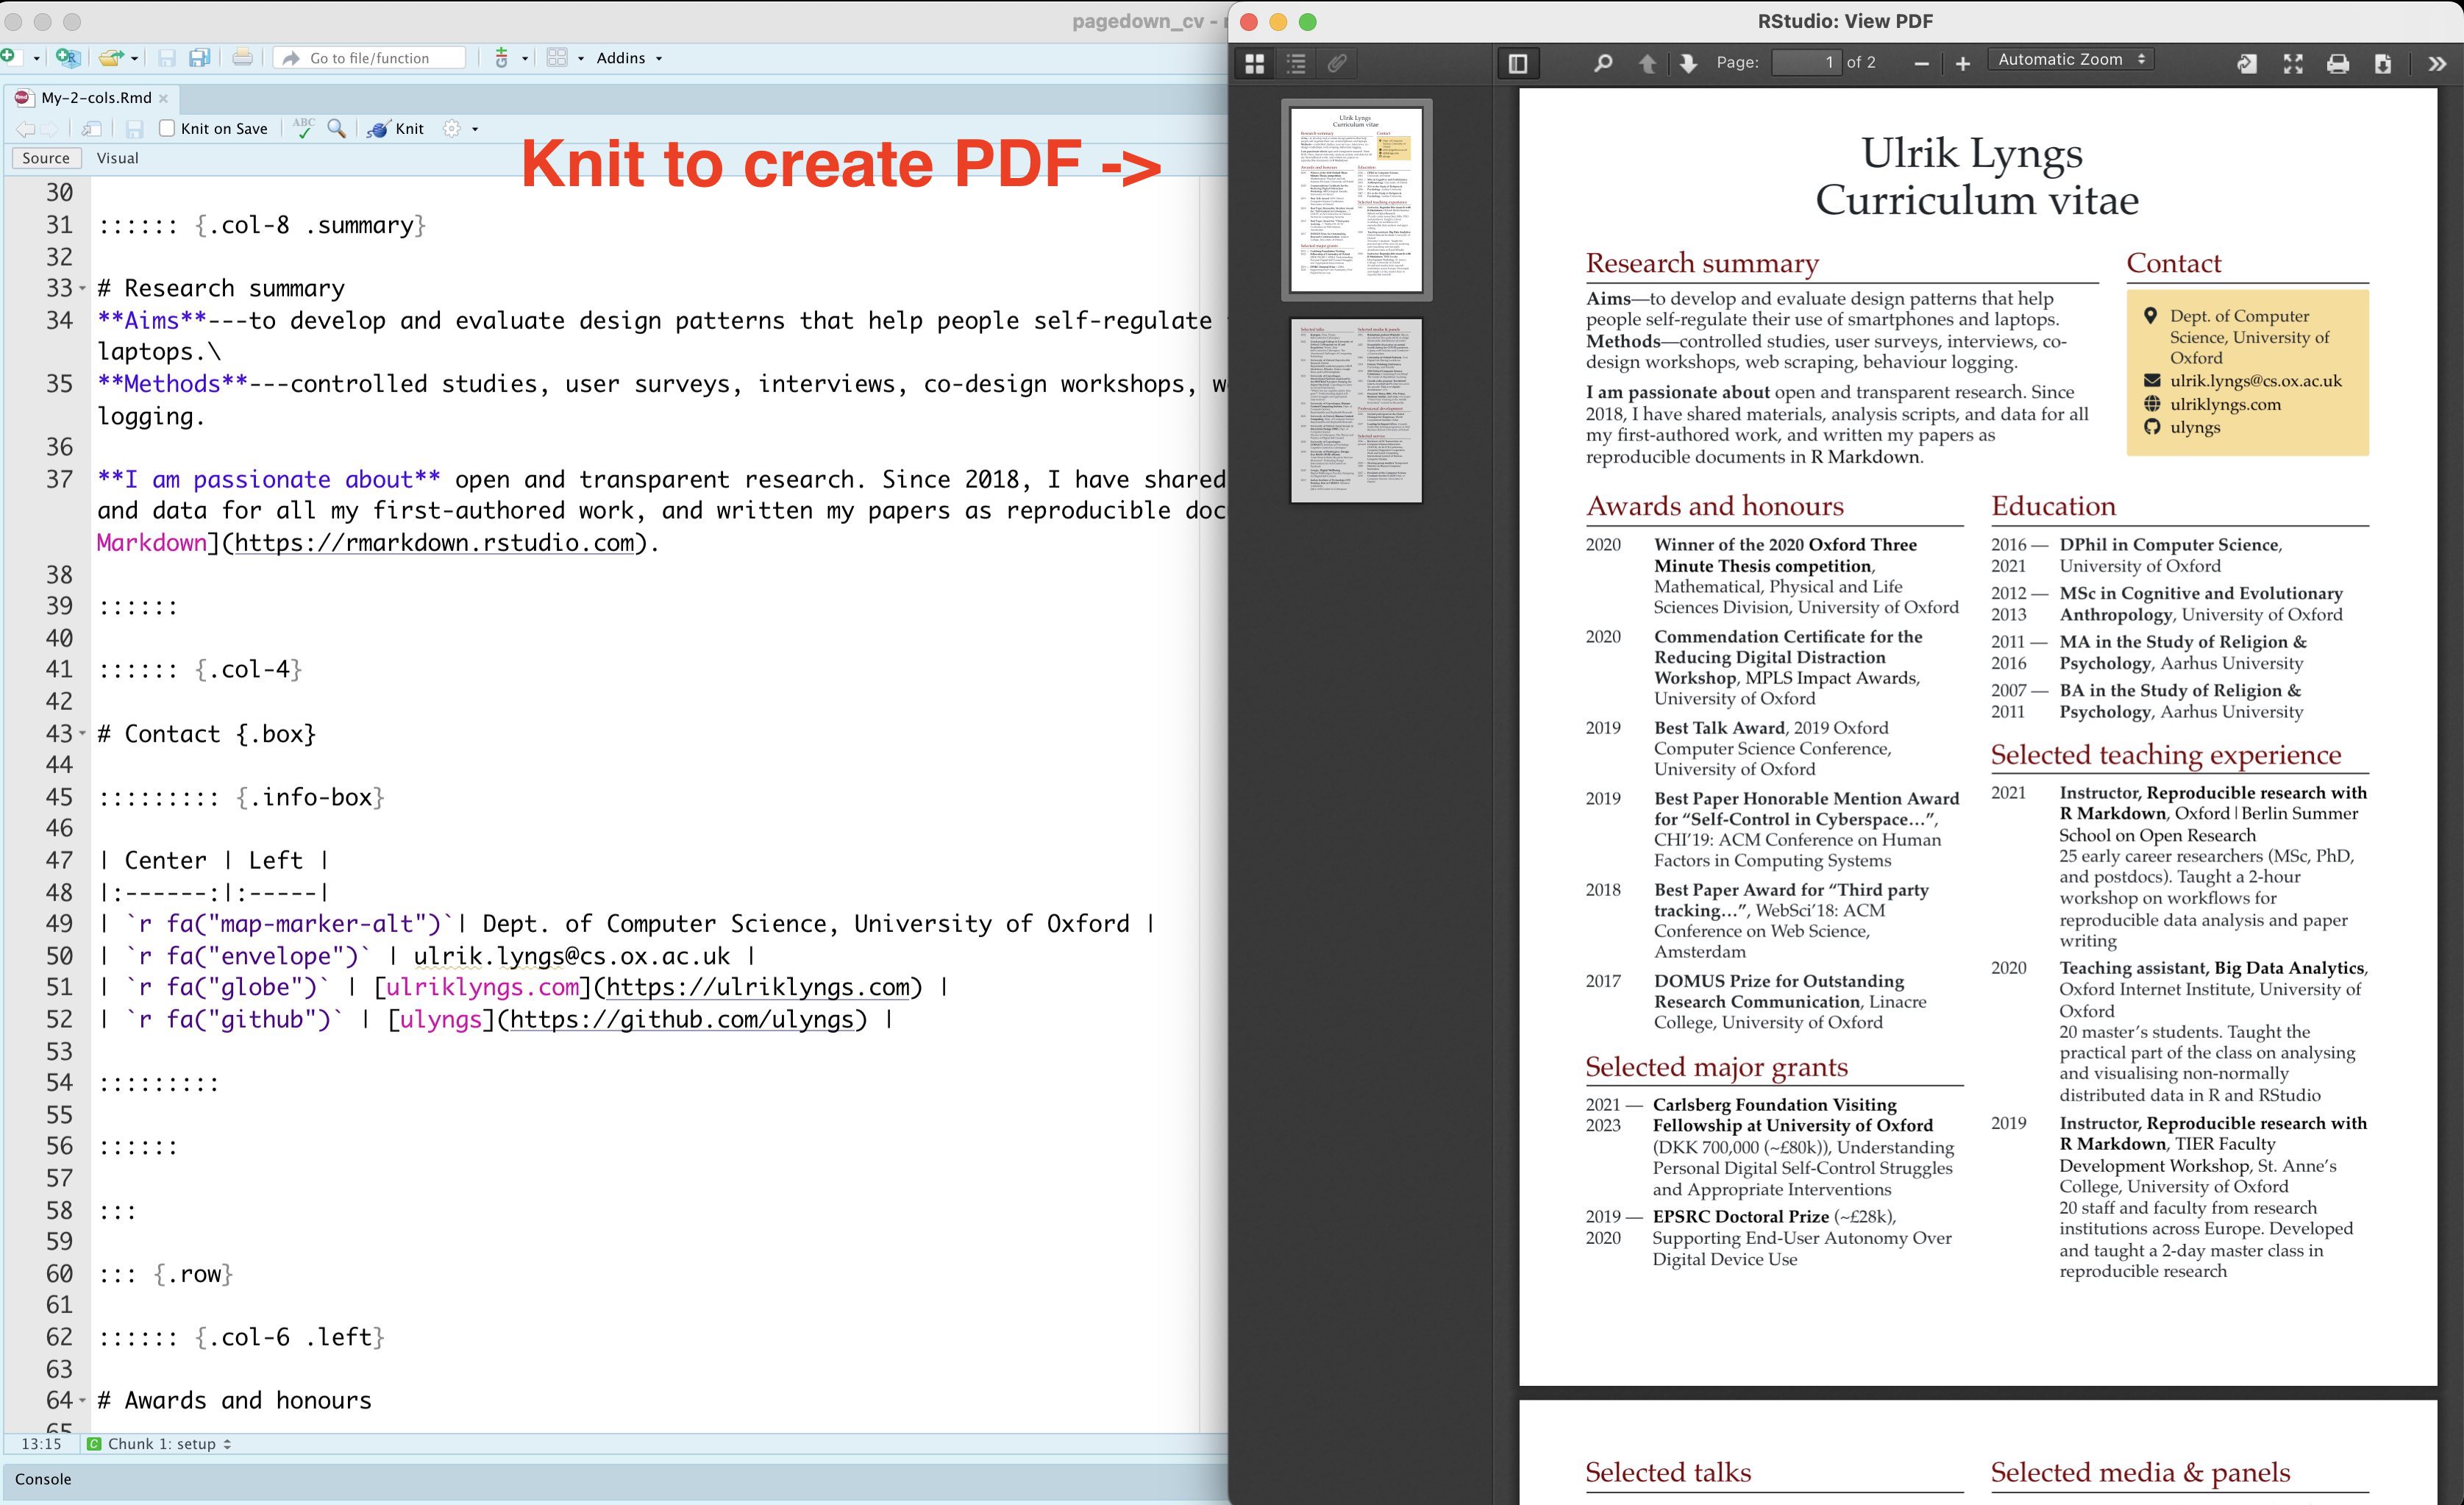 pagedown_cv -
RStudio: View PDF
Go to file/function
Addins
Page: 1 of 2
Automatic Zoom
My-2-cols.Rmd
Knit on Save
ABC
Knit
Source
Visual
Knit to create PDF ->
30
31 :::::: {.col-8 .summary}
32
33 # Research summary
34 **Aims**---to develop and evaluate design patterns that help people self-regulate
laptops.\
35 **Methods**---controlled studies, user surveys, interviews, co-design workshops,
logging.
36
37 **I am passionate about** open and transparent research. Since 2018, I have shared
and data for all my first-authored work, and written my papers as reproducible doc
Markdown](https://rmarkdown.rstudio.com).
38
39 ::::::
40
41 :::::: {.col-4}
42
43 # Contact {.box}
44
45 ::::::::: {.info-box}
46
47 | Center | Left |
48 |:------:|:-----|
49 | `r fa("map-marker-alt")`| Dept. of Computer Science, University of Oxford |
50 | `r fa("envelope")` | ulrik.lyngs@cs.ox.ac.uk |
51 | `r fa("globe")` | [ulriklyngs.com](https://ulriklyngs.com) |
52 | `r fa("github")` | [ulyngs](https://github.com/ulyngs) |
53
54 :::::::::
55
56 ::::::
57
58 :::
59
60 ::: {.row}
61
62 :::::: {.col-6 .left}
63
64 # Awards and honours
65
13:15
Chunk 1: setup
Console
Ulrik Lyngs
Curriculum vitae
Research summary
Aims—to develop and evaluate design patterns that help
people self-regulate their use of smartphones and laptops.
Methods—controlled studies, user surveys, interviews, co-
design workshops, web scraping, behaviour logging.
I am passionate about open and transparent research. Since
2018, I have shared materials, analysis scripts, and data for all
my first-authored work, and written my papers as
reproducible documents in R Markdown.
Contact
Dept. of Computer
Science, University of
Oxford
ulrik.lyngs@cs.ox.ac.uk
ulriklyngs.com
ulyngs
Awards and honours
2020 Winner of the 2020 Oxford Three
Minute Thesis competition,
Mathematical, Physical and Life
Sciences Division, University of Oxford
2020 Commendation Certificate for the
Reducing Digital Distraction
Workshop, MPLS Impact Awards,
University of Oxford
2019 Best Talk Award, 2019 Oxford
Computer Science Conference,
University of Oxford
2019 Best Paper Honorable Mention Award
for “Self-Control in Cyberspace…”,
CHI’19: ACM Conference on Human
Factors in Computing Systems
2018 Best Paper Award for “Third party
tracking…”, WebSci’18: ACM
Conference on Web Science,
Amsterdam
2017 DOMUS Prize for Outstanding
Research Communication, Linacre
College, University of Oxford
Selected major grants
2021 — Carlsberg Foundation Visiting
2023 Fellowship at University of Oxford
(DKK 700,000 (~£80k)), Understanding
Personal Digital Self-Control Struggles
and Appropriate Interventions
2019 — EPSRC Doctoral Prize (~£28k),
2020 Supporting End-User Autonomy Over
Digital Device Use
Education
2016 — DPhil in Computer Science,
2021 University of Oxford
2012 — MSc in Cognitive and Evolutionary
2013 Anthropology, University of Oxford
2011 — MA in the Study of Religion &
2016 Psychology, Aarhus University
2007 — BA in the Study of Religion &
2011 Psychology, Aarhus University
Selected teaching experience
2021 Instructor, Reproducible research with
R Markdown, Oxford|Berlin Summer
School on Open Research
25 early career researchers (MSc, PhD,
and postdocs). Taught a 2-hour
workshop on workflows for
reproducible data analysis and paper
writing
2020 Teaching assistant, Big Data Analytics,
Oxford Internet Institute, University of
Oxford
20 master’s students. Taught the
practical part of the class on analysing
and visualising non-normally
distributed data in R and RStudio
2019 Instructor, Reproducible research with
R Markdown, TIER Faculty
Development Workshop, St. Anne’s
College, University of Oxford
20 staff and faculty from research
institutions across Europe. Developed
and taught a 2-day master class in
reproducible research
Selected talks
Selected media & panels